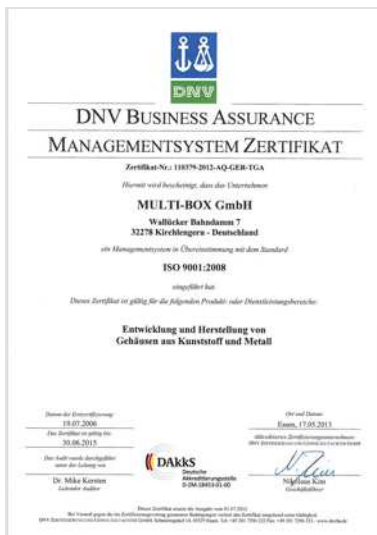 DNV
DNV BUSINESS ASSURANCE
MANAGEMENTSYSTEM ZERTIFIKAT
Zertifikat-Nr.: 110379-2012-AQ-GER-TGA
Hiermit wird bescheinigt, dass das Unternehmen
MULTI-BOX GmbH
Wallücker Bahndamm 7
32278 Kirchlengern - Deutschland
ein Managementsystem in Übereinstimmung mit dem Standard
ISO 9001:2008
eingeführt hat
Dieses Zertifikat ist gültig für die folgenden Produkt- oder Dienstleistungsbereiche:
Entwicklung und Herstellung von
Gehäusen aus Kunststoff und Metall
Datum der Erstzertifizierung:
19.07.2006
Das Zertifikat ist gültig bis:
30.06.2015
Das Audit wurde durchgeführt
unter der Leitung von
Dr. Mike Kersten
Leitender Auditor
DAkkS
Deutsche
Akkreditierungsstelle
D-ZM-18453-01-00
Ort und Datum:
Essen, 17.05.2013
Nikolaus Kim
Geschäftsführer